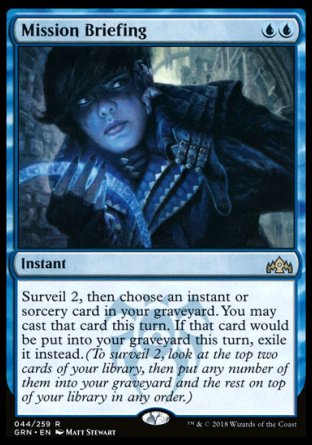 Mission Briefing
Instant
Surveil 2, then choose an instant or
sorcery card in your graveyard. You may
cast that card this turn. If that card would
be put into your graveyard this turn, exile
it instead.(To surveil 2, look at the top two
cards of your library, then put any number of
them into your graveyard and the rest on top
of your library in any order.)
044/259 R
GRN • EN MATT STEWART
™ & © 2018 Wizards of the Coast